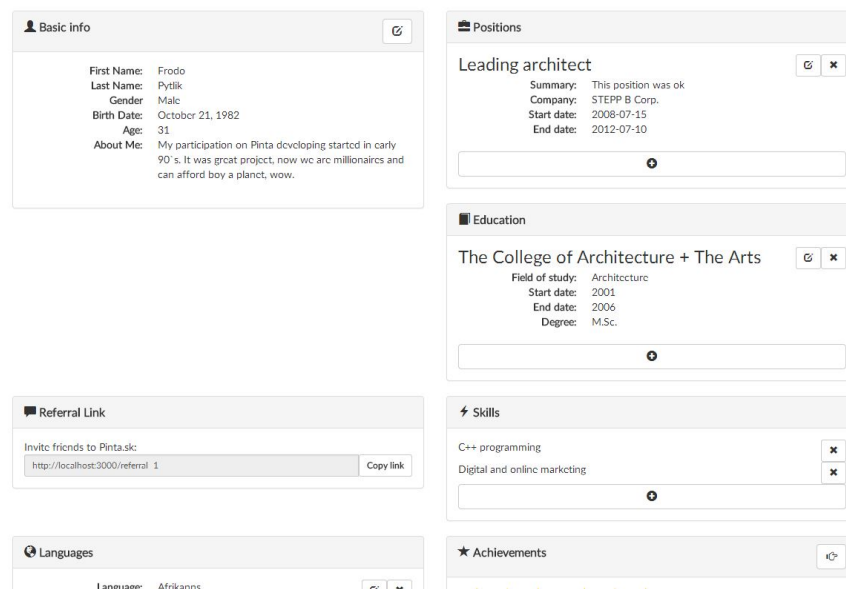 Basic info
First Name: Frodo
Last Name: Pytlik
Gender Male
Birth Date: October 21, 1982
Age: 31
About Me: My participation on Pinta developing started in early
90´s. It was great project, now we are millionaires and
can afford boy a planet, wow.
Positions
Leading architect
Summary: This position was ok
Company: STEPP B Corp.
Start date: 2008-07-15
End date: 2012-07-10
Education
The College of Architecture + The Arts
Field of study: Architecture
Start date: 2001
End date: 2006
Degree: M.Sc.
Referral Link
Invite friends to Pinta.sk:
http://localhost:3000/referral 1
Copy link
Skills
C++ programming
Digital and online marketing
Languages
Language: Afrikanns
Achievements